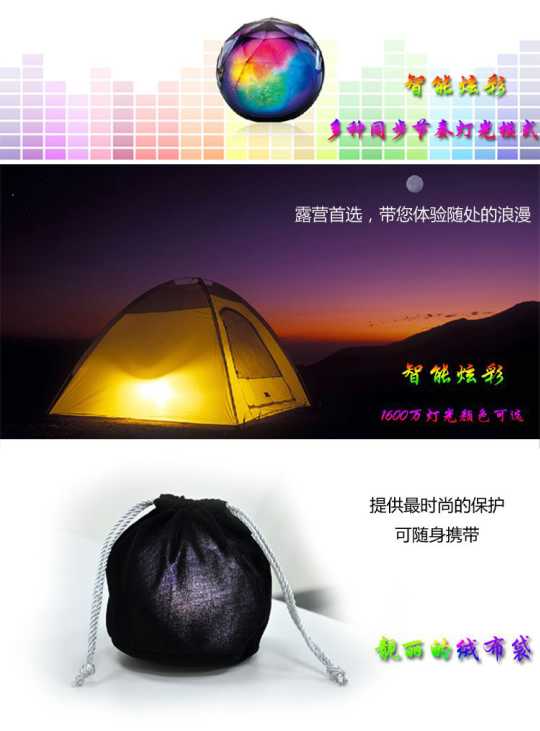 智能炫彩
多种同步节奏灯光模式
露营首选，带您体验随处的浪漫
智能炫彩
1600万灯光颜色可选
提供最时尚的保护
可随身携带
靓丽的绒布袋